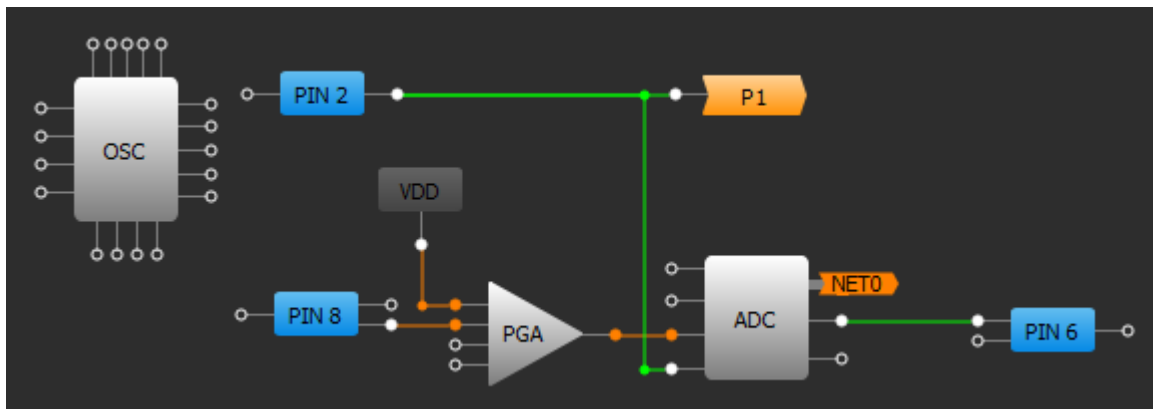 PIN 2
P1
OSC
VDD
NET0
PIN 8
PGA
ADC
PIN 6